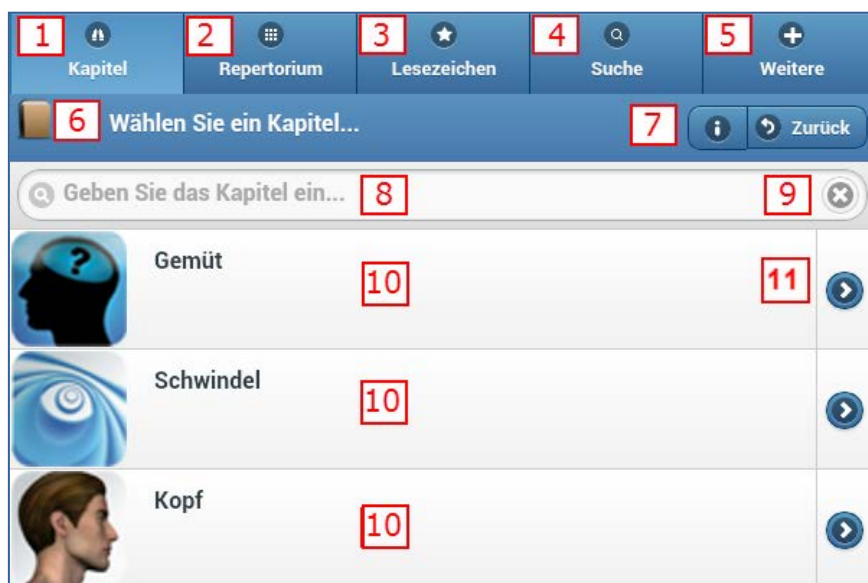 1 2 3 4 5
Kapitel Repertorium Lesezeichen Suche Weitere
6 Wählen Sie ein Kapitel... 7 i Zurück
Geben Sie das Kapitel ein... 8 9
?
Gemüt 10 11
Schwindel
10
Kopf
10